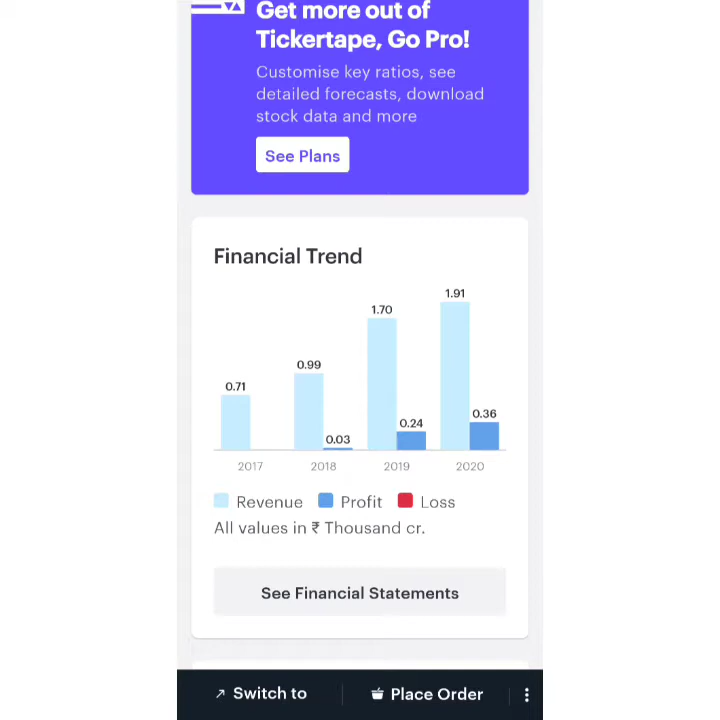 Get more out of
Tickertape, Go Pro!
Customise key ratios, see
detailed forecasts, download
stock data and more
See Plans
Financial Trend
1.91
1.70
0.99
0.71
0.36
0.24
0.03
2017 2018 2019 2020
Revenue Profit Loss
All values in ₹ Thousand cr.
See Financial Statements
Switch to Place Order